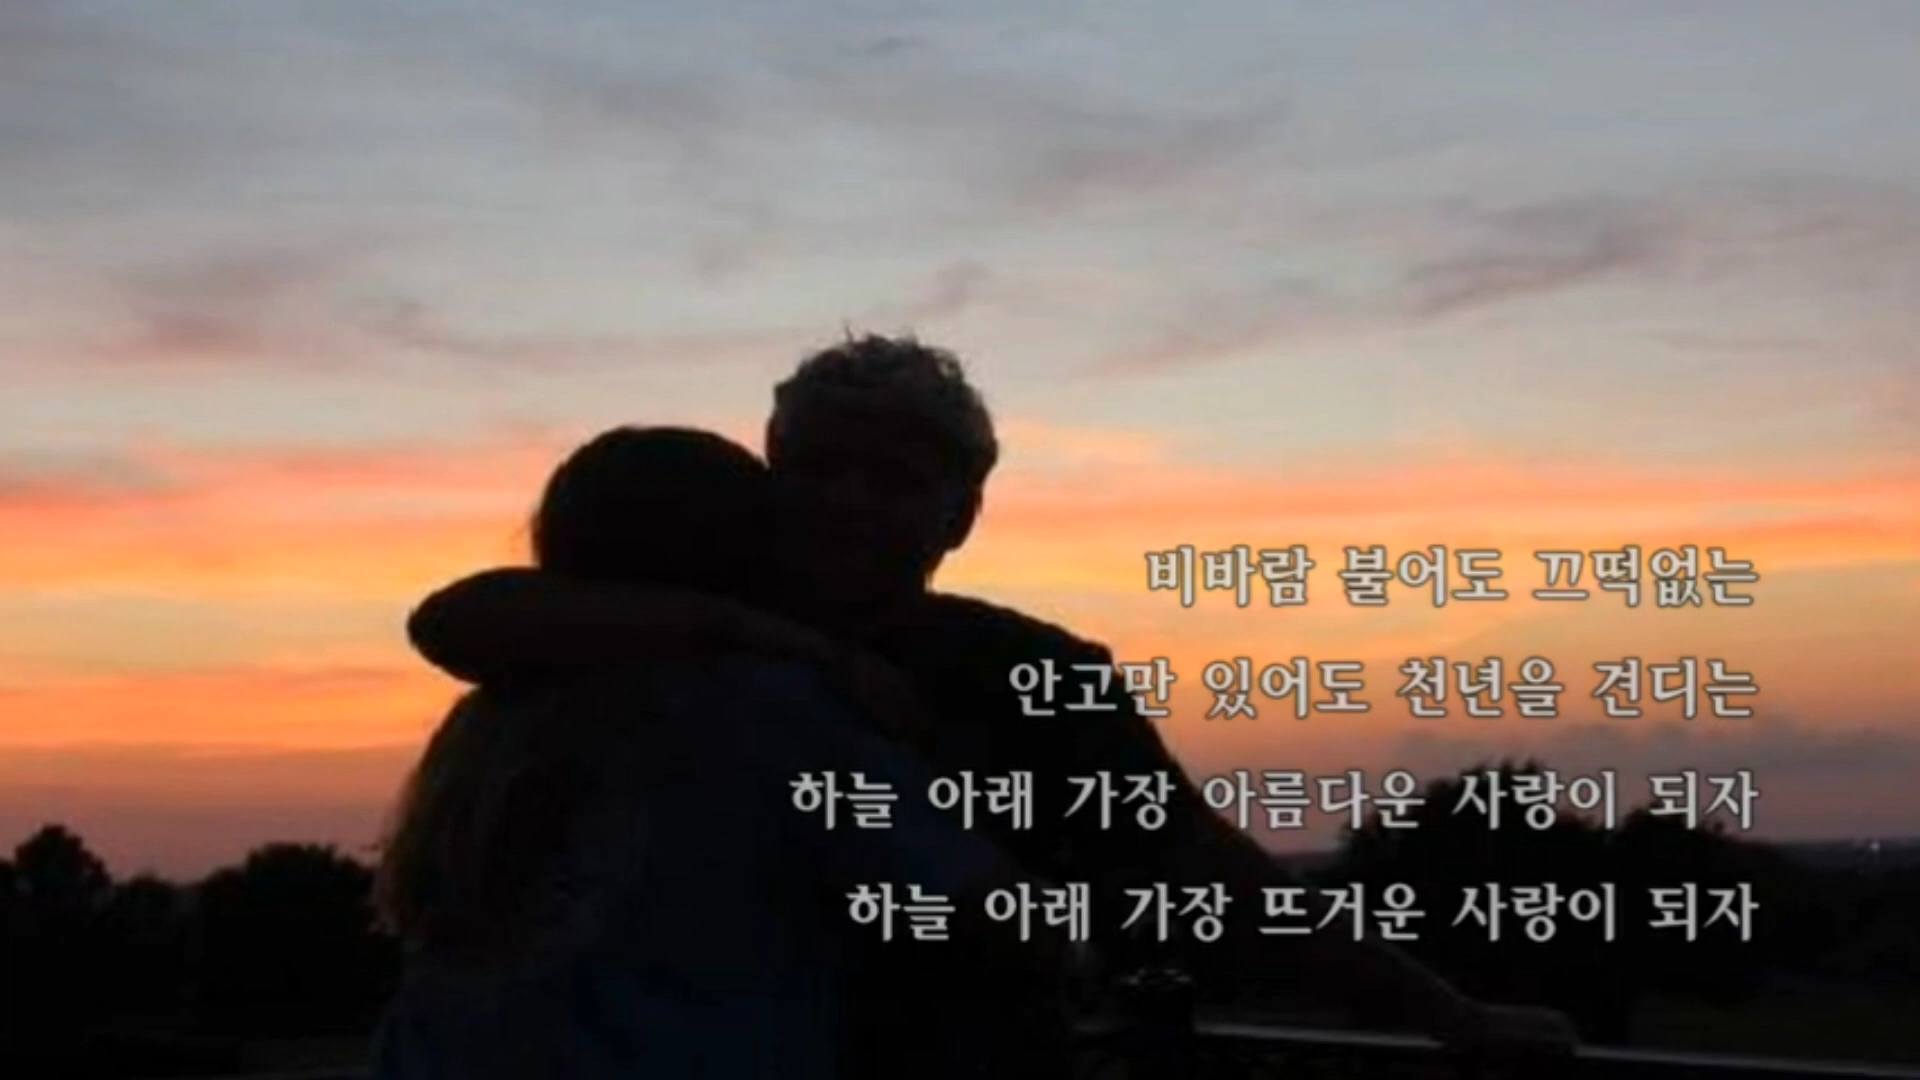 비바람 불어도 끄떡없는
안고만 있어도 천년을 견디는
하늘 아래 가장 아름다운 사랑이 되자
하늘 아래 가장 뜨거운 사랑이 되자